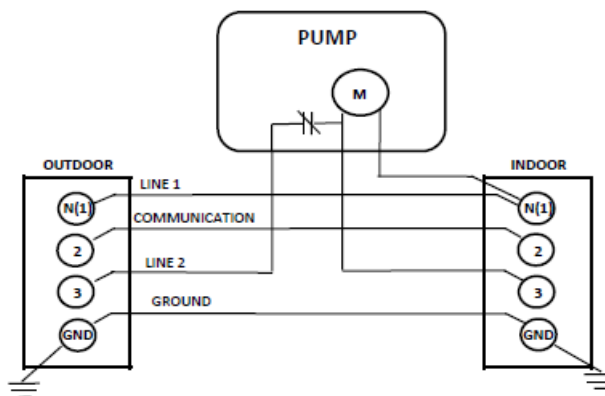 PUMP
M
OUTDOOR
INDOOR
N(1)
LINE 1
N(1)
COMMUNICATION
2
2
LINE 2
3
3
GROUND
GND
GND